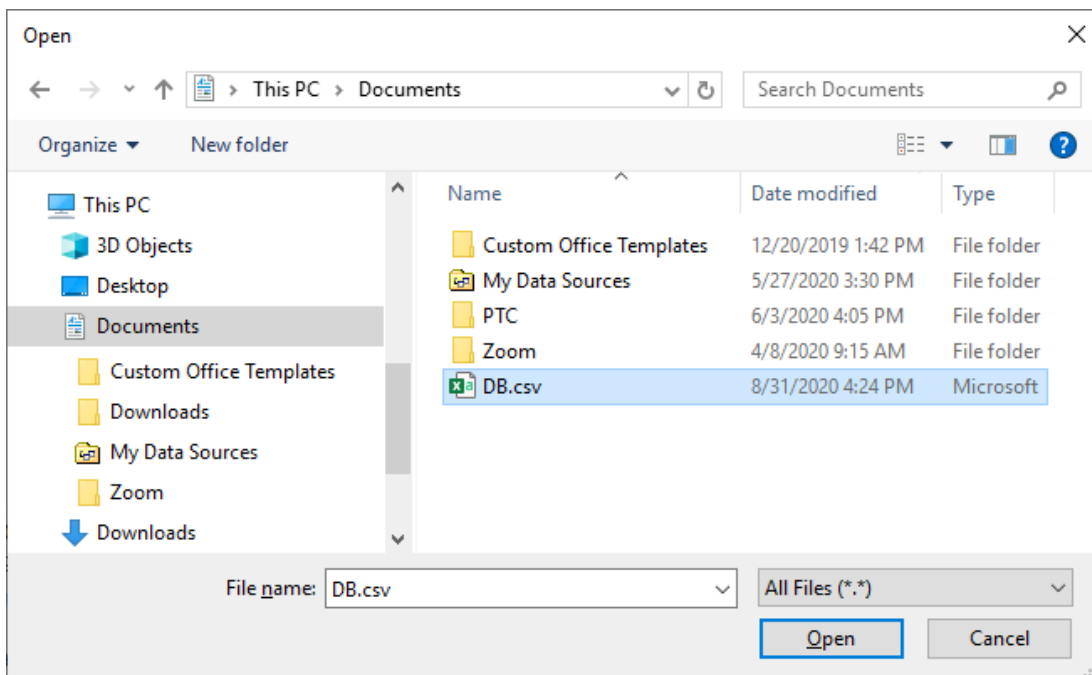 Open
This PC > Documents
Search Documents
Organize
New folder
This PC
3D Objects
Desktop
Documents
Custom Office Templates
Downloads
My Data Sources
Zoom
Downloads
Name Date modified Type
Custom Office Templates 12/20/2019 1:42 PM File folder
My Data Sources 5/27/2020 3:30 PM File folder
PTC 6/3/2020 4:05 PM File folder
Zoom 4/8/2020 9:15 AM File folder
DB.csv 8/31/2020 4:24 PM Microsoft
File name: DB.csv
All Files (*.*)
Open Cancel